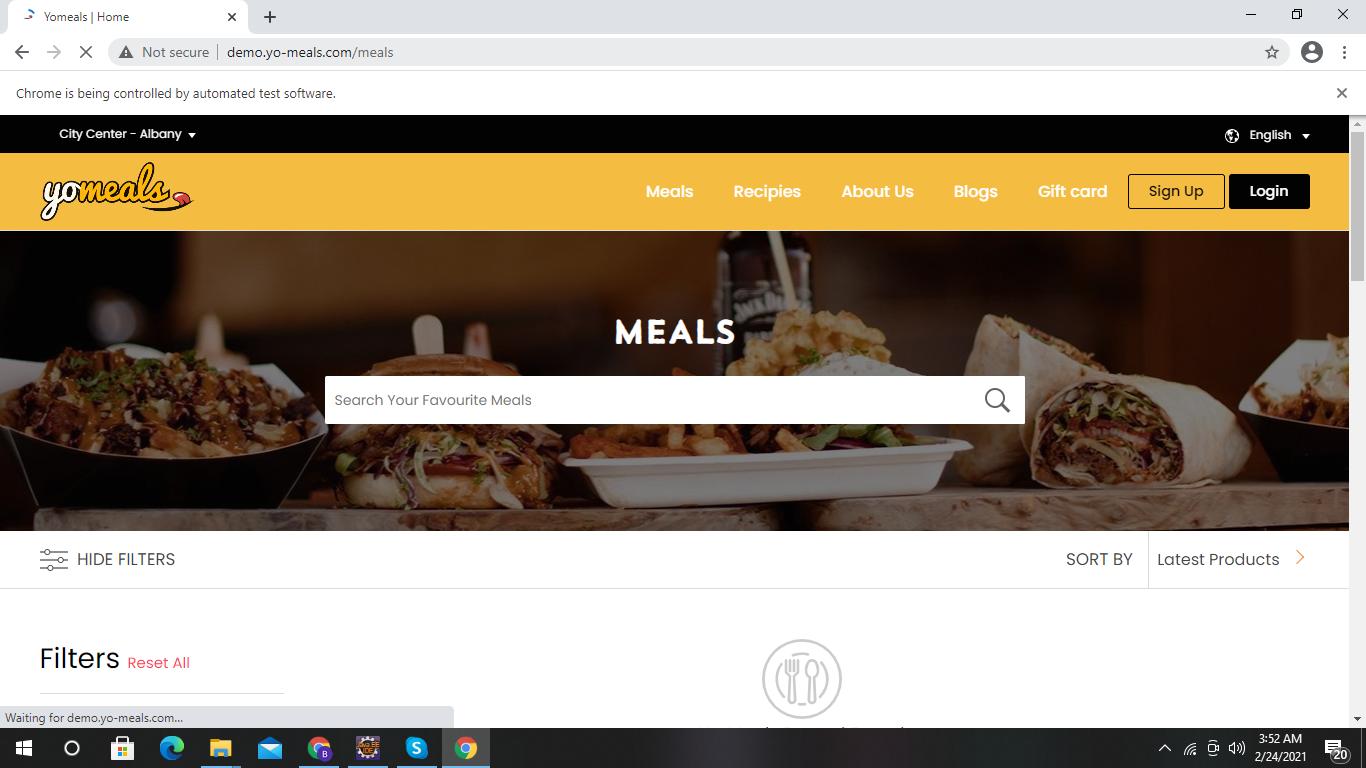 Yomeals | Home
Not secure
demo.yo-meals.com/meals
Chrome is being controlled by automated test software.
City Center - Albany
English
yomeals
Meals
Recipies
About Us
Blogs
Gift card
Sign Up
Login
MEALS
Search Your Favourite Meals
HIDE FILTERS
SORT BY
Latest Products
Filters
Reset All
Waiting for demo.yo-meals.com...
3:52 AM
2/24/2021
20